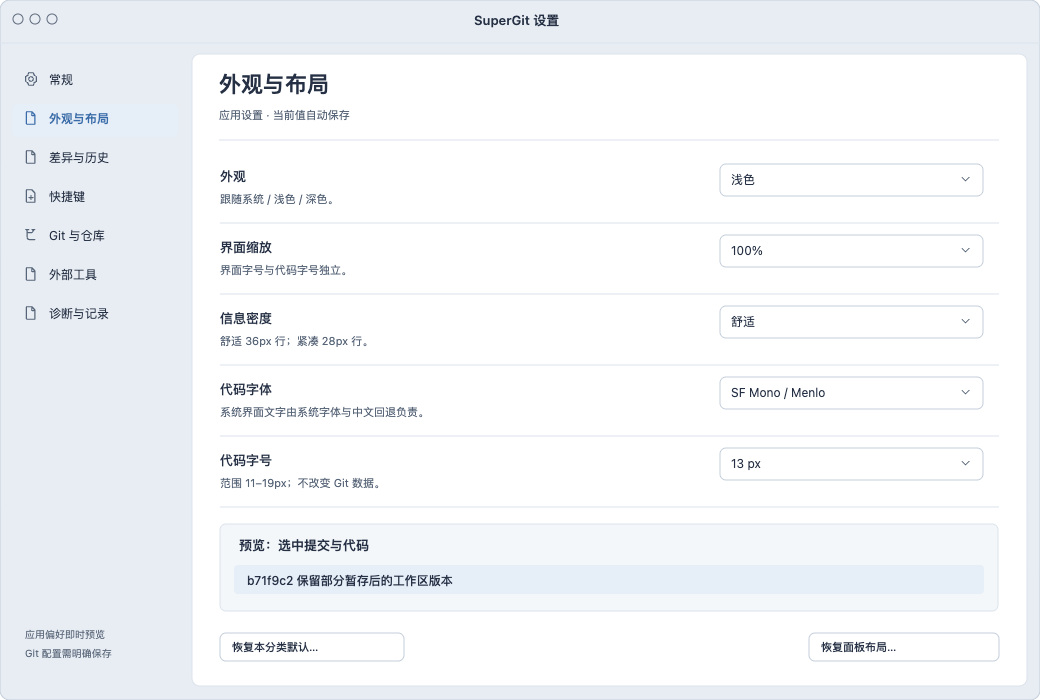 SuperGit 设置
常规
外观与布局
差异与历史
快捷键
Git 与仓库
外部工具
诊断与记录
应用偏好即时预览
Git 配置需明确保存
外观与布局
应用设置 · 当前值自动保存
外观
跟随系统 / 浅色 / 深色。
浅色
界面缩放
界面字号与代码字号独立。
100%
信息密度
舒适 36px 行；紧凑 28px 行。
舒适
代码字体
系统界面文字由系统字体与中文回退负责。
SF Mono / Menlo
代码字号
范围 11–19px；不改变 Git 数据。
13 px
预览：选中提交与代码
b71f9c2 保留部分暂存后的工作区版本
恢复本分类默认...
恢复面板布局...